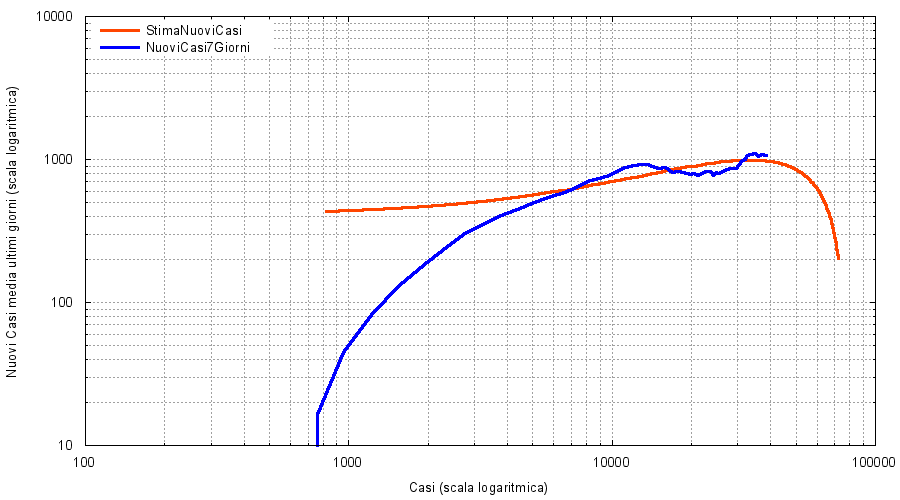 10000
StimaNuoviCasi
NuoviCasi7Giorni
1000
100
10
Nuovi Casi media ultimi giorni (scala logaritmica)
100
1000
10000
100000
Casi (scala logaritmica)